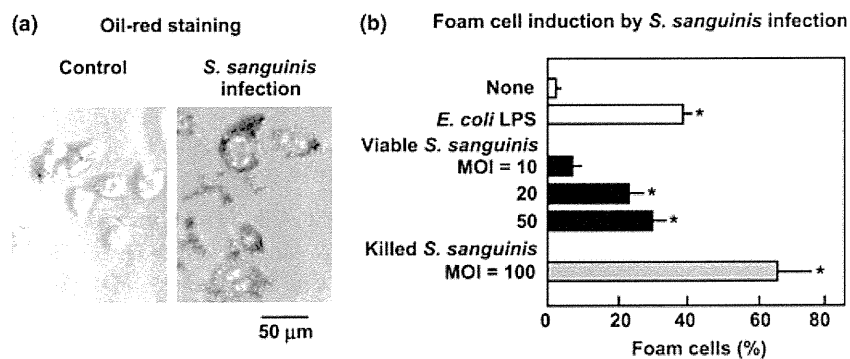 (a) Oil-red staining
Control
S. sanguinis
infection
50 µm
(b) Foam cell induction by S. sanguinis infection
None
E. coli LPS *
Viable S. sanguinis
MOI = 10
20 *
50 *
Killed S. sanguinis
MOI = 100 *
0 20 40 60 80
Foam cells (%)